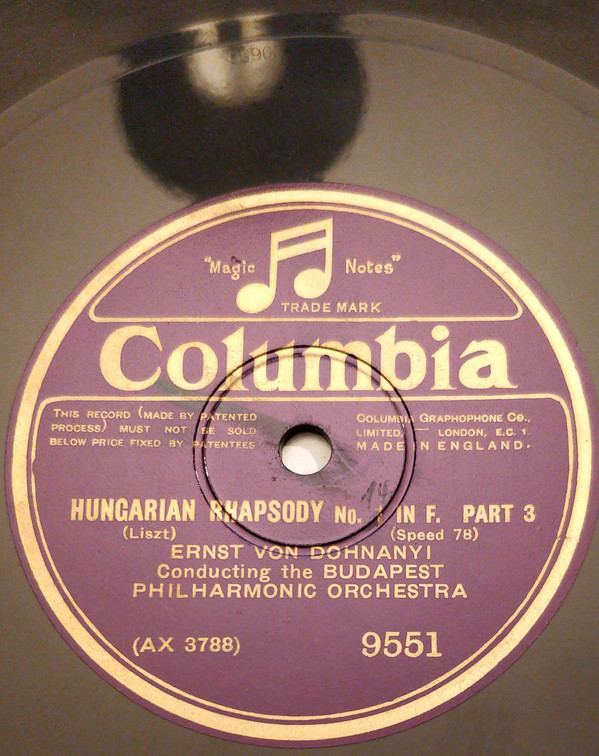 "Magic Notes"
TRADE MARK
Columbia
THIS RECORD (MADE BY PATENTED
PROCESS) MUST NOT BE SOLD
BELOW PRICE FIXED BY PATENTEES
COLUMBIA GRAPHOPHONE CO.,
LIMITED, — LONDON, E.C. 1.
MADE IN ENGLAND.
14
HUNGARIAN RHAPSODY No. 1 IN F. PART 3
(Liszt) (Speed 78)
ERNST VON DOHNANYI
Conducting the BUDAPEST
PHILHARMONIC ORCHESTRA
(AX 3788) 9551